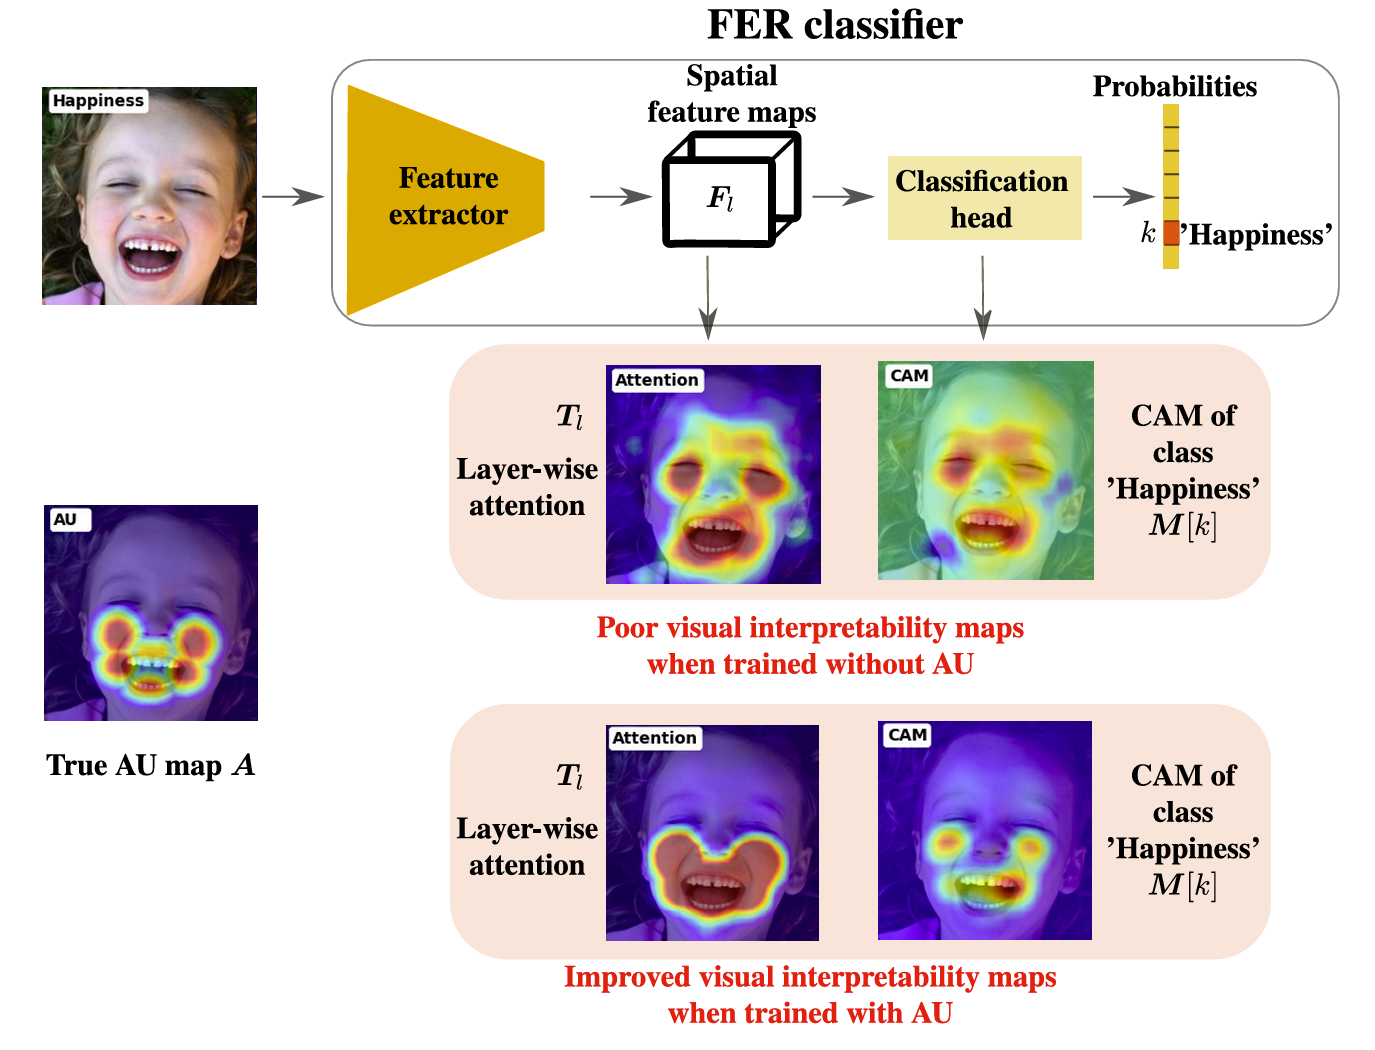 FER classifier
Happiness
Feature
extractor
Spatial
feature maps
F_l
Classification
head
Probabilities
k 'Happiness'
Attention
T_l
Layer-wise
attention
CAM
CAM of
class
'Happiness'
M[k]
Poor visual interpretability maps
when trained without AU
AU
True AU map A
Attention
T_l
Layer-wise
attention
CAM
CAM of
class
'Happiness'
M[k]
Improved visual interpretability maps
when trained with AU